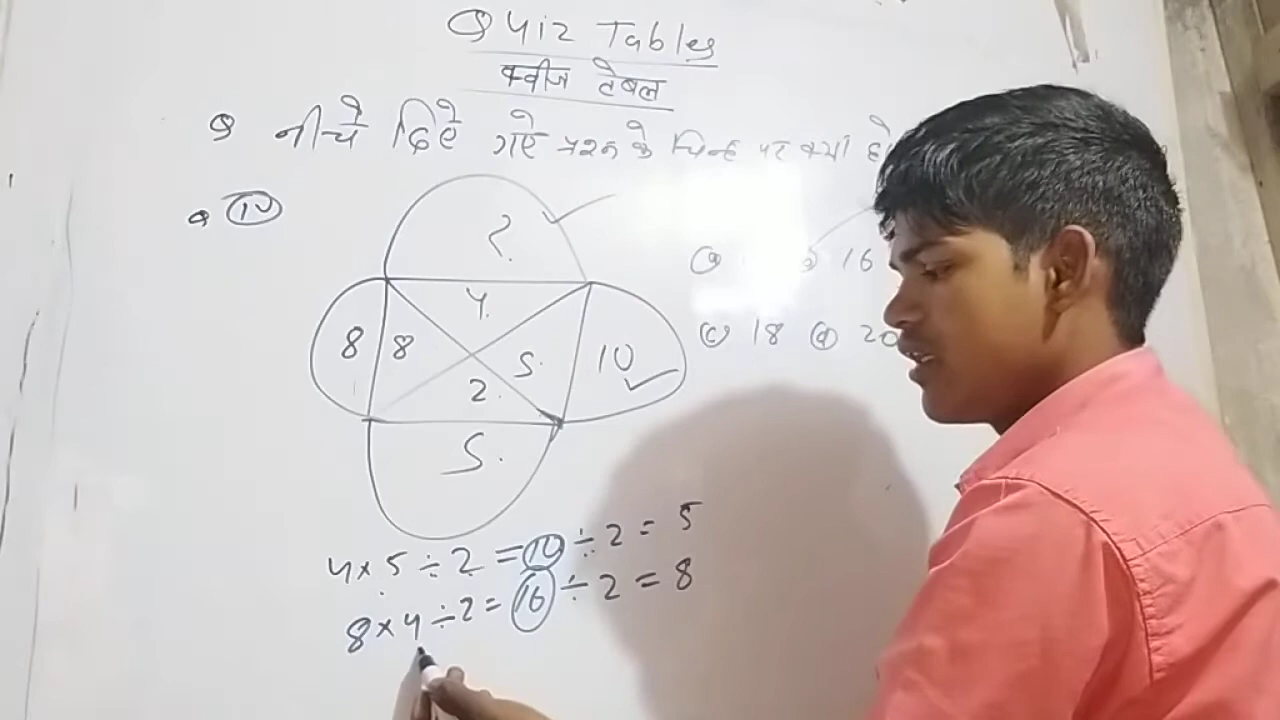 Quiz Tables
क्वीज टेबल
Q नीचे दिए गए प्रश्न के चिन्ह पर क्या
Q 10
?
8 8 4 5 10
2
5
16
C 18 D 20
4 × 5 ÷ 2 = 10 ÷ 2 = 5
8 × 4 ÷ 2 = 16 ÷ 2 = 8